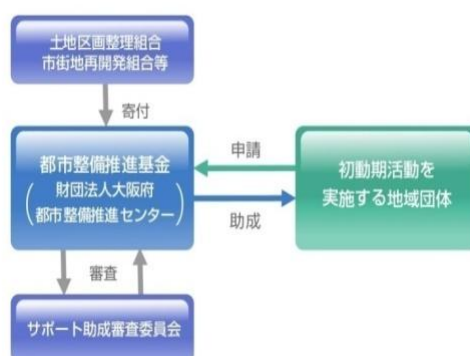 土地区画整理組合
市街地再開発組合等
寄付
都市整備推進基金
(財団法人大阪府
都市整備推進センター)
申請
助成
初動期活動を
実施する地域団体
審査
サポート助成審査委員会